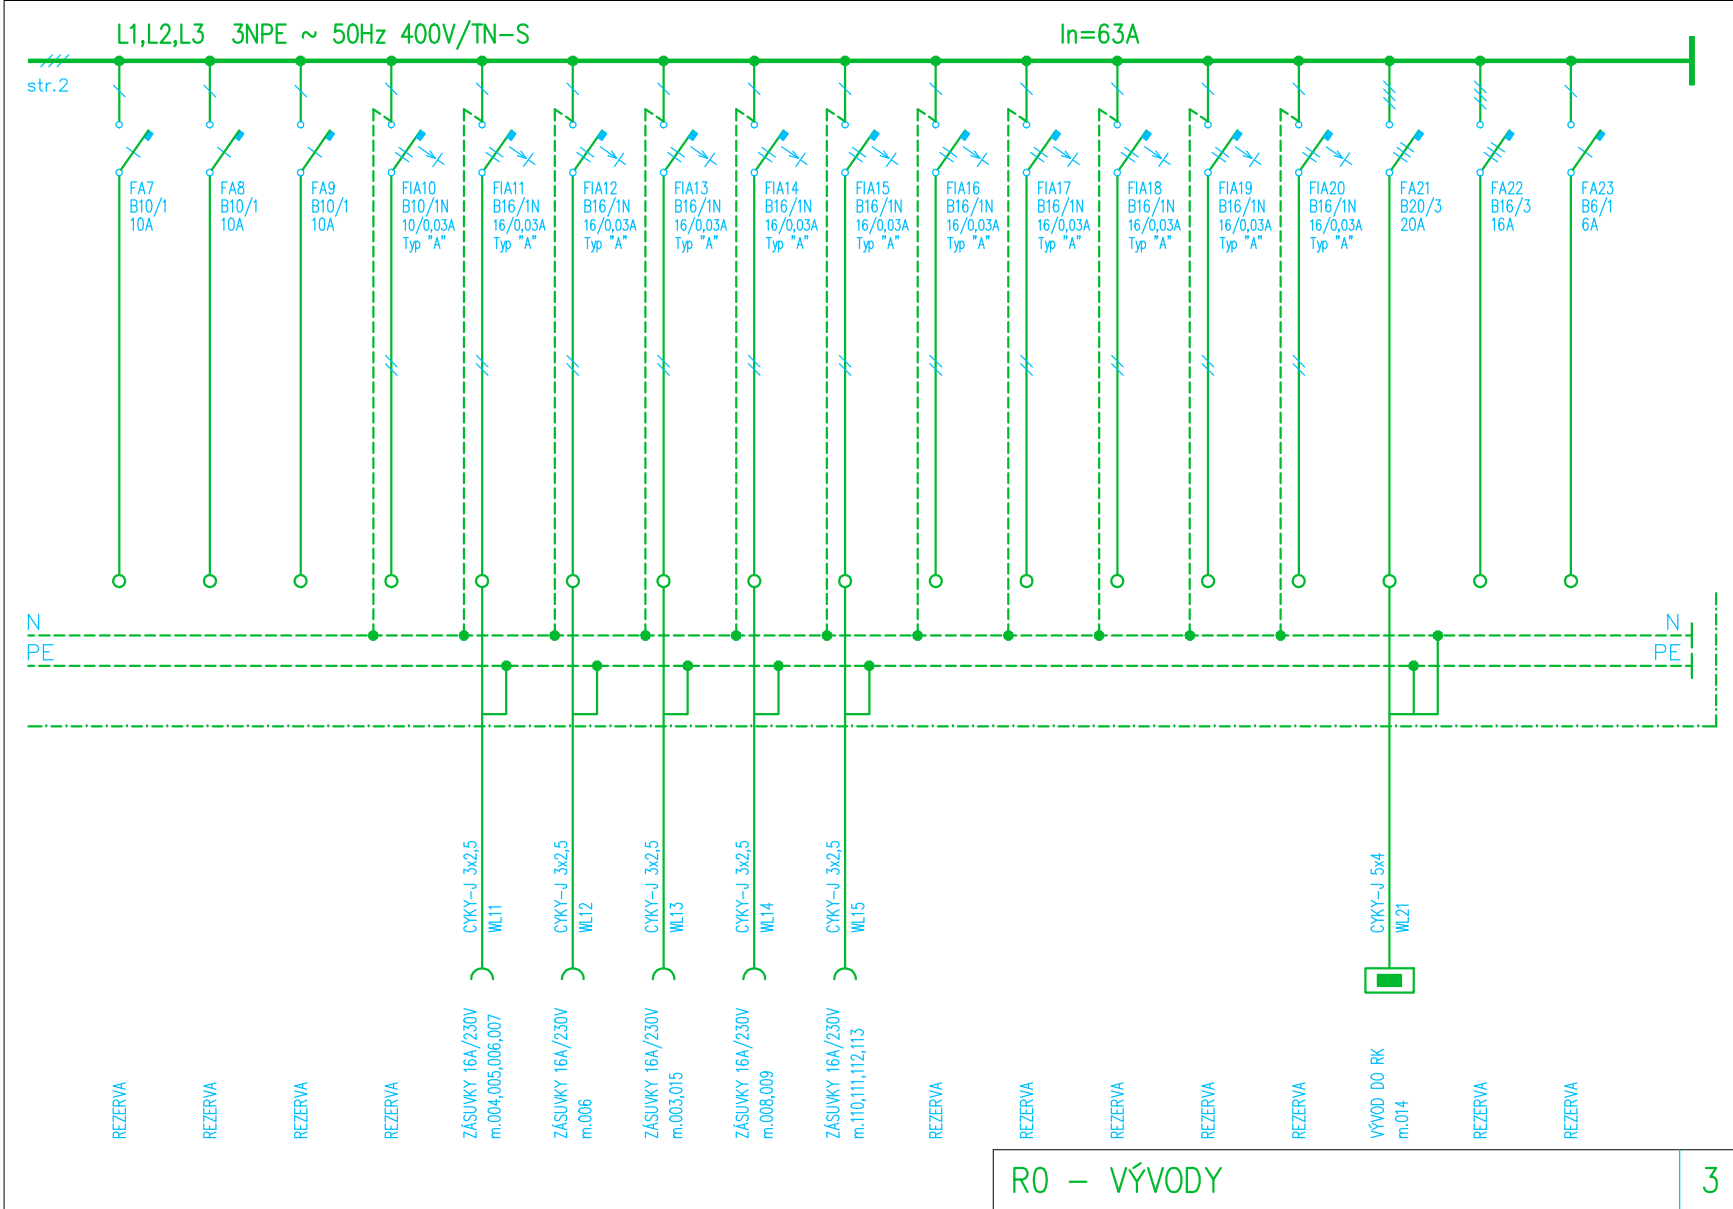 L1,L2,L3 3NPE ~ 50Hz 400V/TN-S
In=63A
str.2
FA7
B10/1
10A
FA8
B10/1
10A
FA9
B10/1
10A
FIA10
B10/1N
10/0,03A
Typ "A"
FIA11
B16/1N
16/0,03A
Typ "A"
FIA12
B16/1N
16/0,03A
Typ "A"
FIA13
B16/1N
16/0,03A
Typ "A"
FIA14
B16/1N
16/0,03A
Typ "A"
FIA15
B16/1N
16/0,03A
Typ "A"
FIA16
B16/1N
16/0,03A
Typ "A"
FIA17
B16/1N
16/0,03A
Typ "A"
FIA18
B16/1N
16/0,03A
Typ "A"
FIA19
B16/1N
16/0,03A
Typ "A"
FIA20
B16/1N
16/0,03A
Typ "A"
FA21
B20/3
20A
FA22
B16/3
16A
FA23
B6/1
6A
N
N
PE
PE
CYKY-J 3x2,5
WL11
CYKY-J 3x2,5
WL12
CYKY-J 3x2,5
WL13
CYKY-J 3x2,5
WL14
CYKY-J 3x2,5
WL15
CYKY-J 5x4
WL21
REZERVA
REZERVA
REZERVA
REZERVA
ZÁSUVKY 16A/230V
m.004,005,006,007
ZÁSUVKY 16A/230V
m.006
ZÁSUVKY 16A/230V
m.003,015
ZÁSUVKY 16A/230V
m.008,009
ZÁSUVKY 16A/230V
m.110,111,112,113
REZERVA
REZERVA
REZERVA
REZERVA
REZERVA
VÝVOD DO RK
m.014
REZERVA
REZERVA
R0 - VÝVODY
3